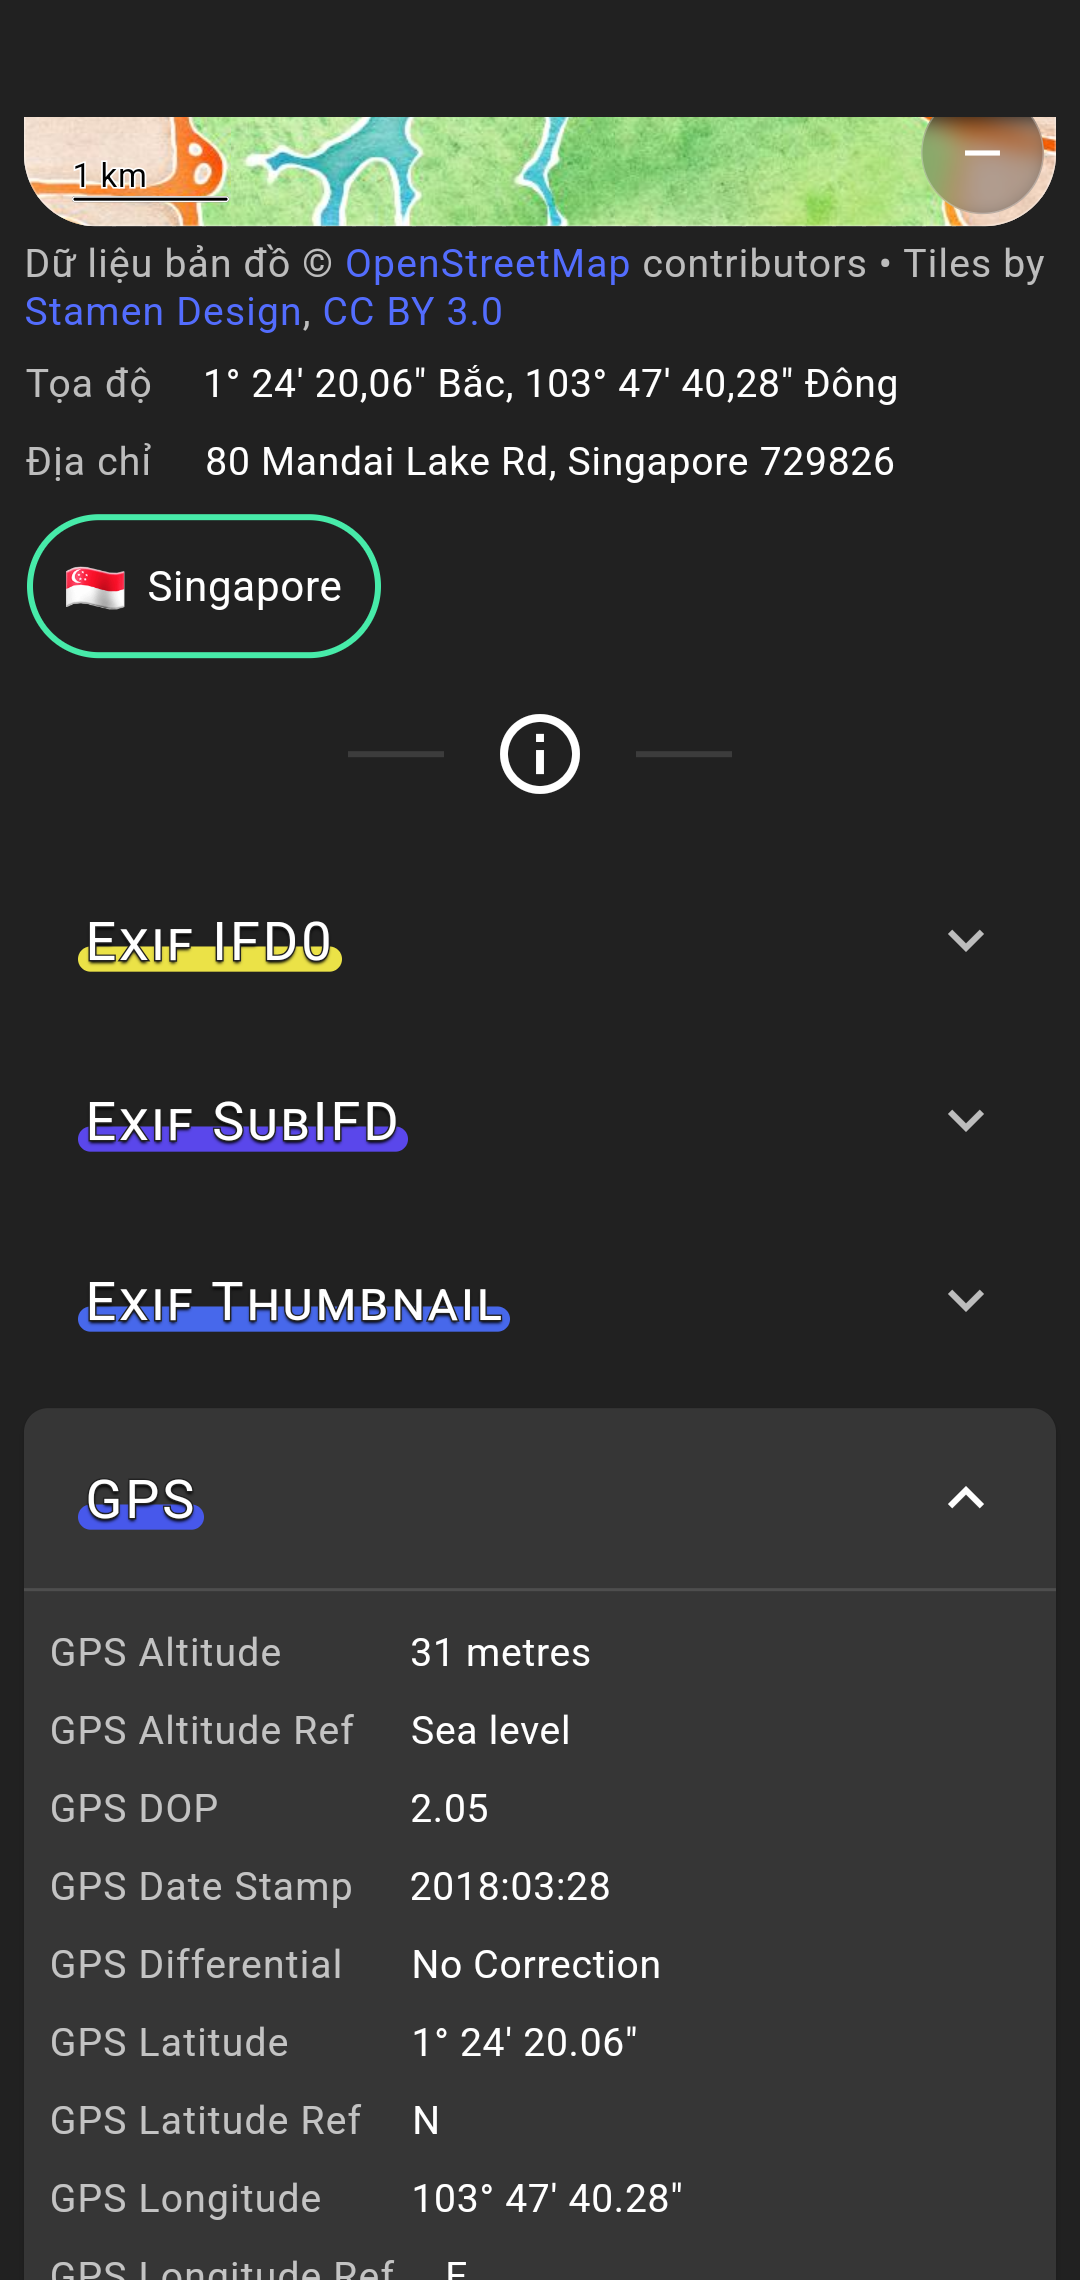 1 km
Dữ liệu bản đồ © OpenStreetMap contributors • Tiles by
Stamen Design, CC BY 3.0
Tọa độ 1° 24' 20,06" Bắc, 103° 47' 40,28" Đông
Địa chỉ 80 Mandai Lake Rd, Singapore 729826
Singapore
Exif IFD0
Exif SubIFD
Exif Thumbnail
GPS
GPS Altitude 31 metres
GPS Altitude Ref Sea level
GPS DOP 2.05
GPS Date Stamp 2018:03:28
GPS Differential No Correction
GPS Latitude 1° 24' 20.06"
GPS Latitude Ref N
GPS Longitude 103° 47' 40.28"
GPS Longitude Ref E